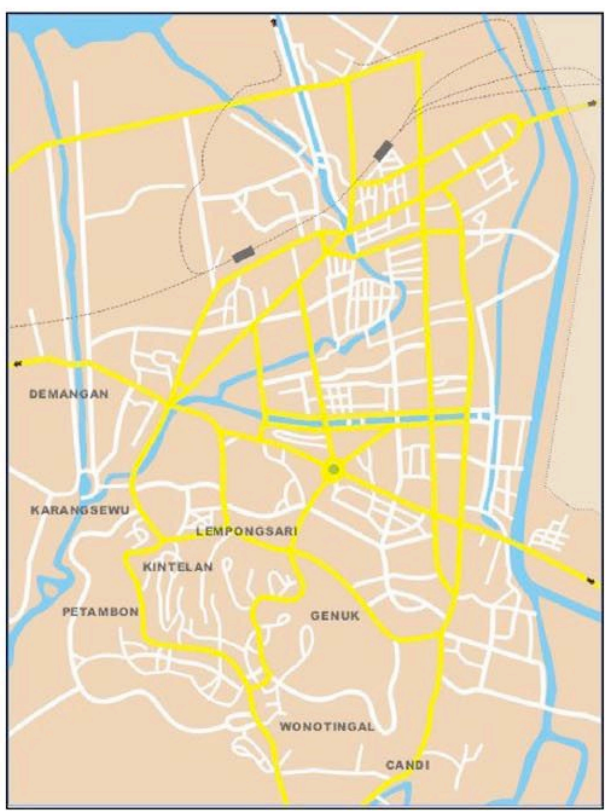 DEMANGAN
KARANGSEWU
LEMPONGSARI
KINTELAN
PETAMBON
GENUK
WONOTINGAL
CANDI